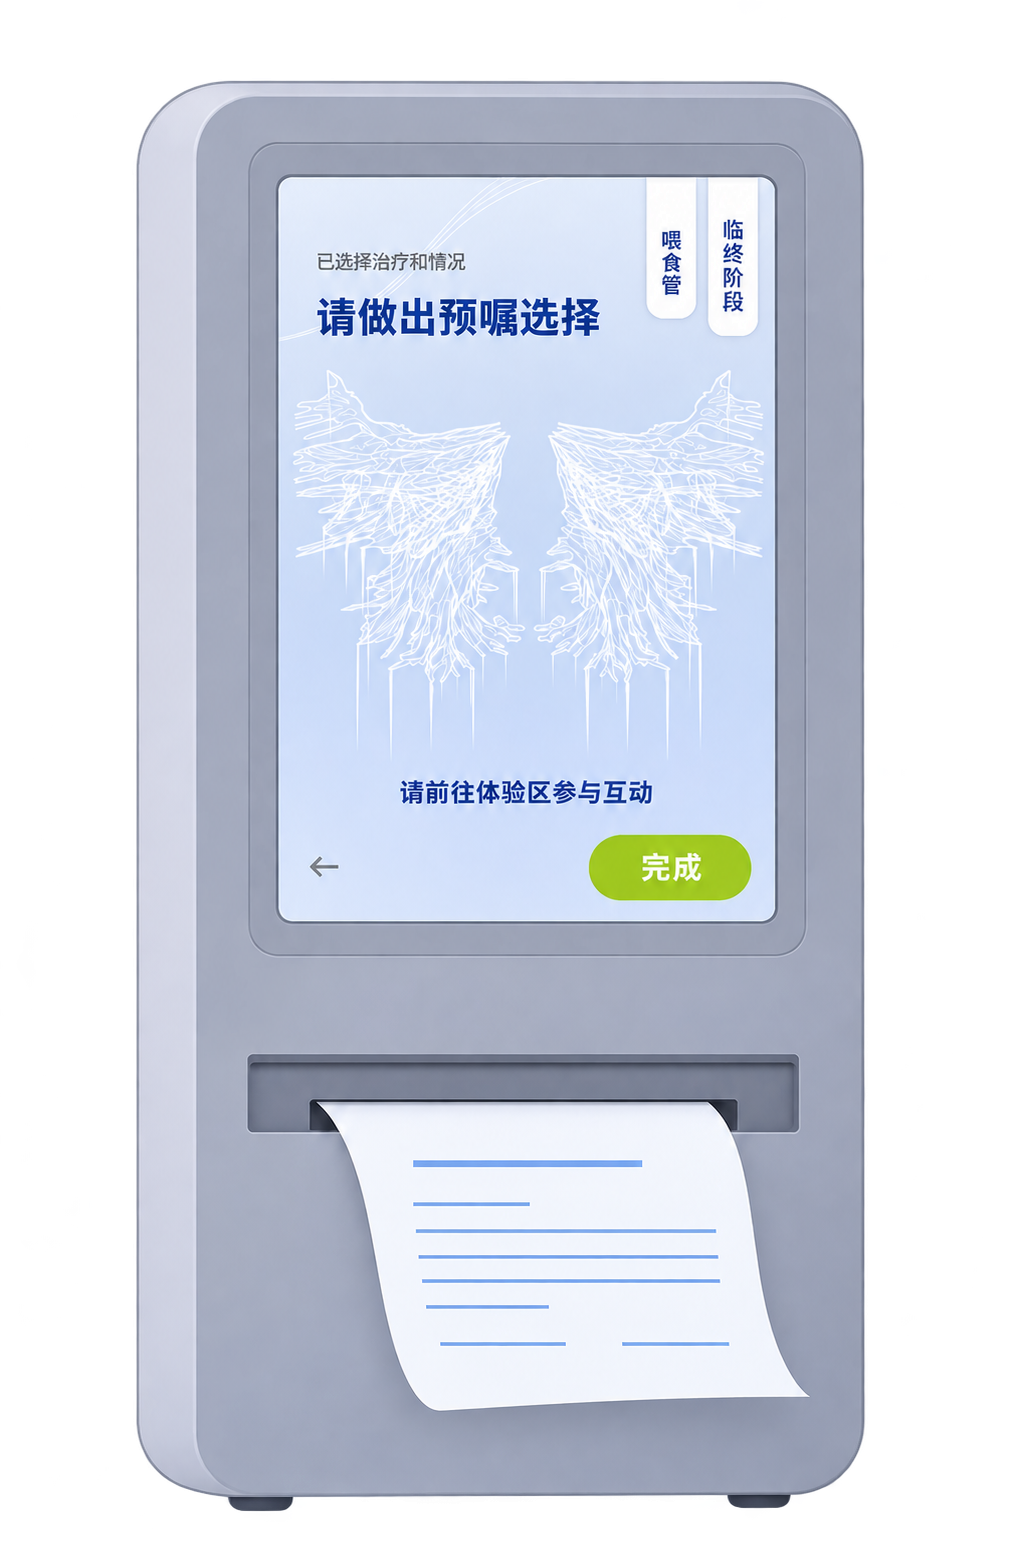 已选择治疗和情况
请做出预嘱选择
喂食管
临终阶段
请前往体验区参与互动
完成